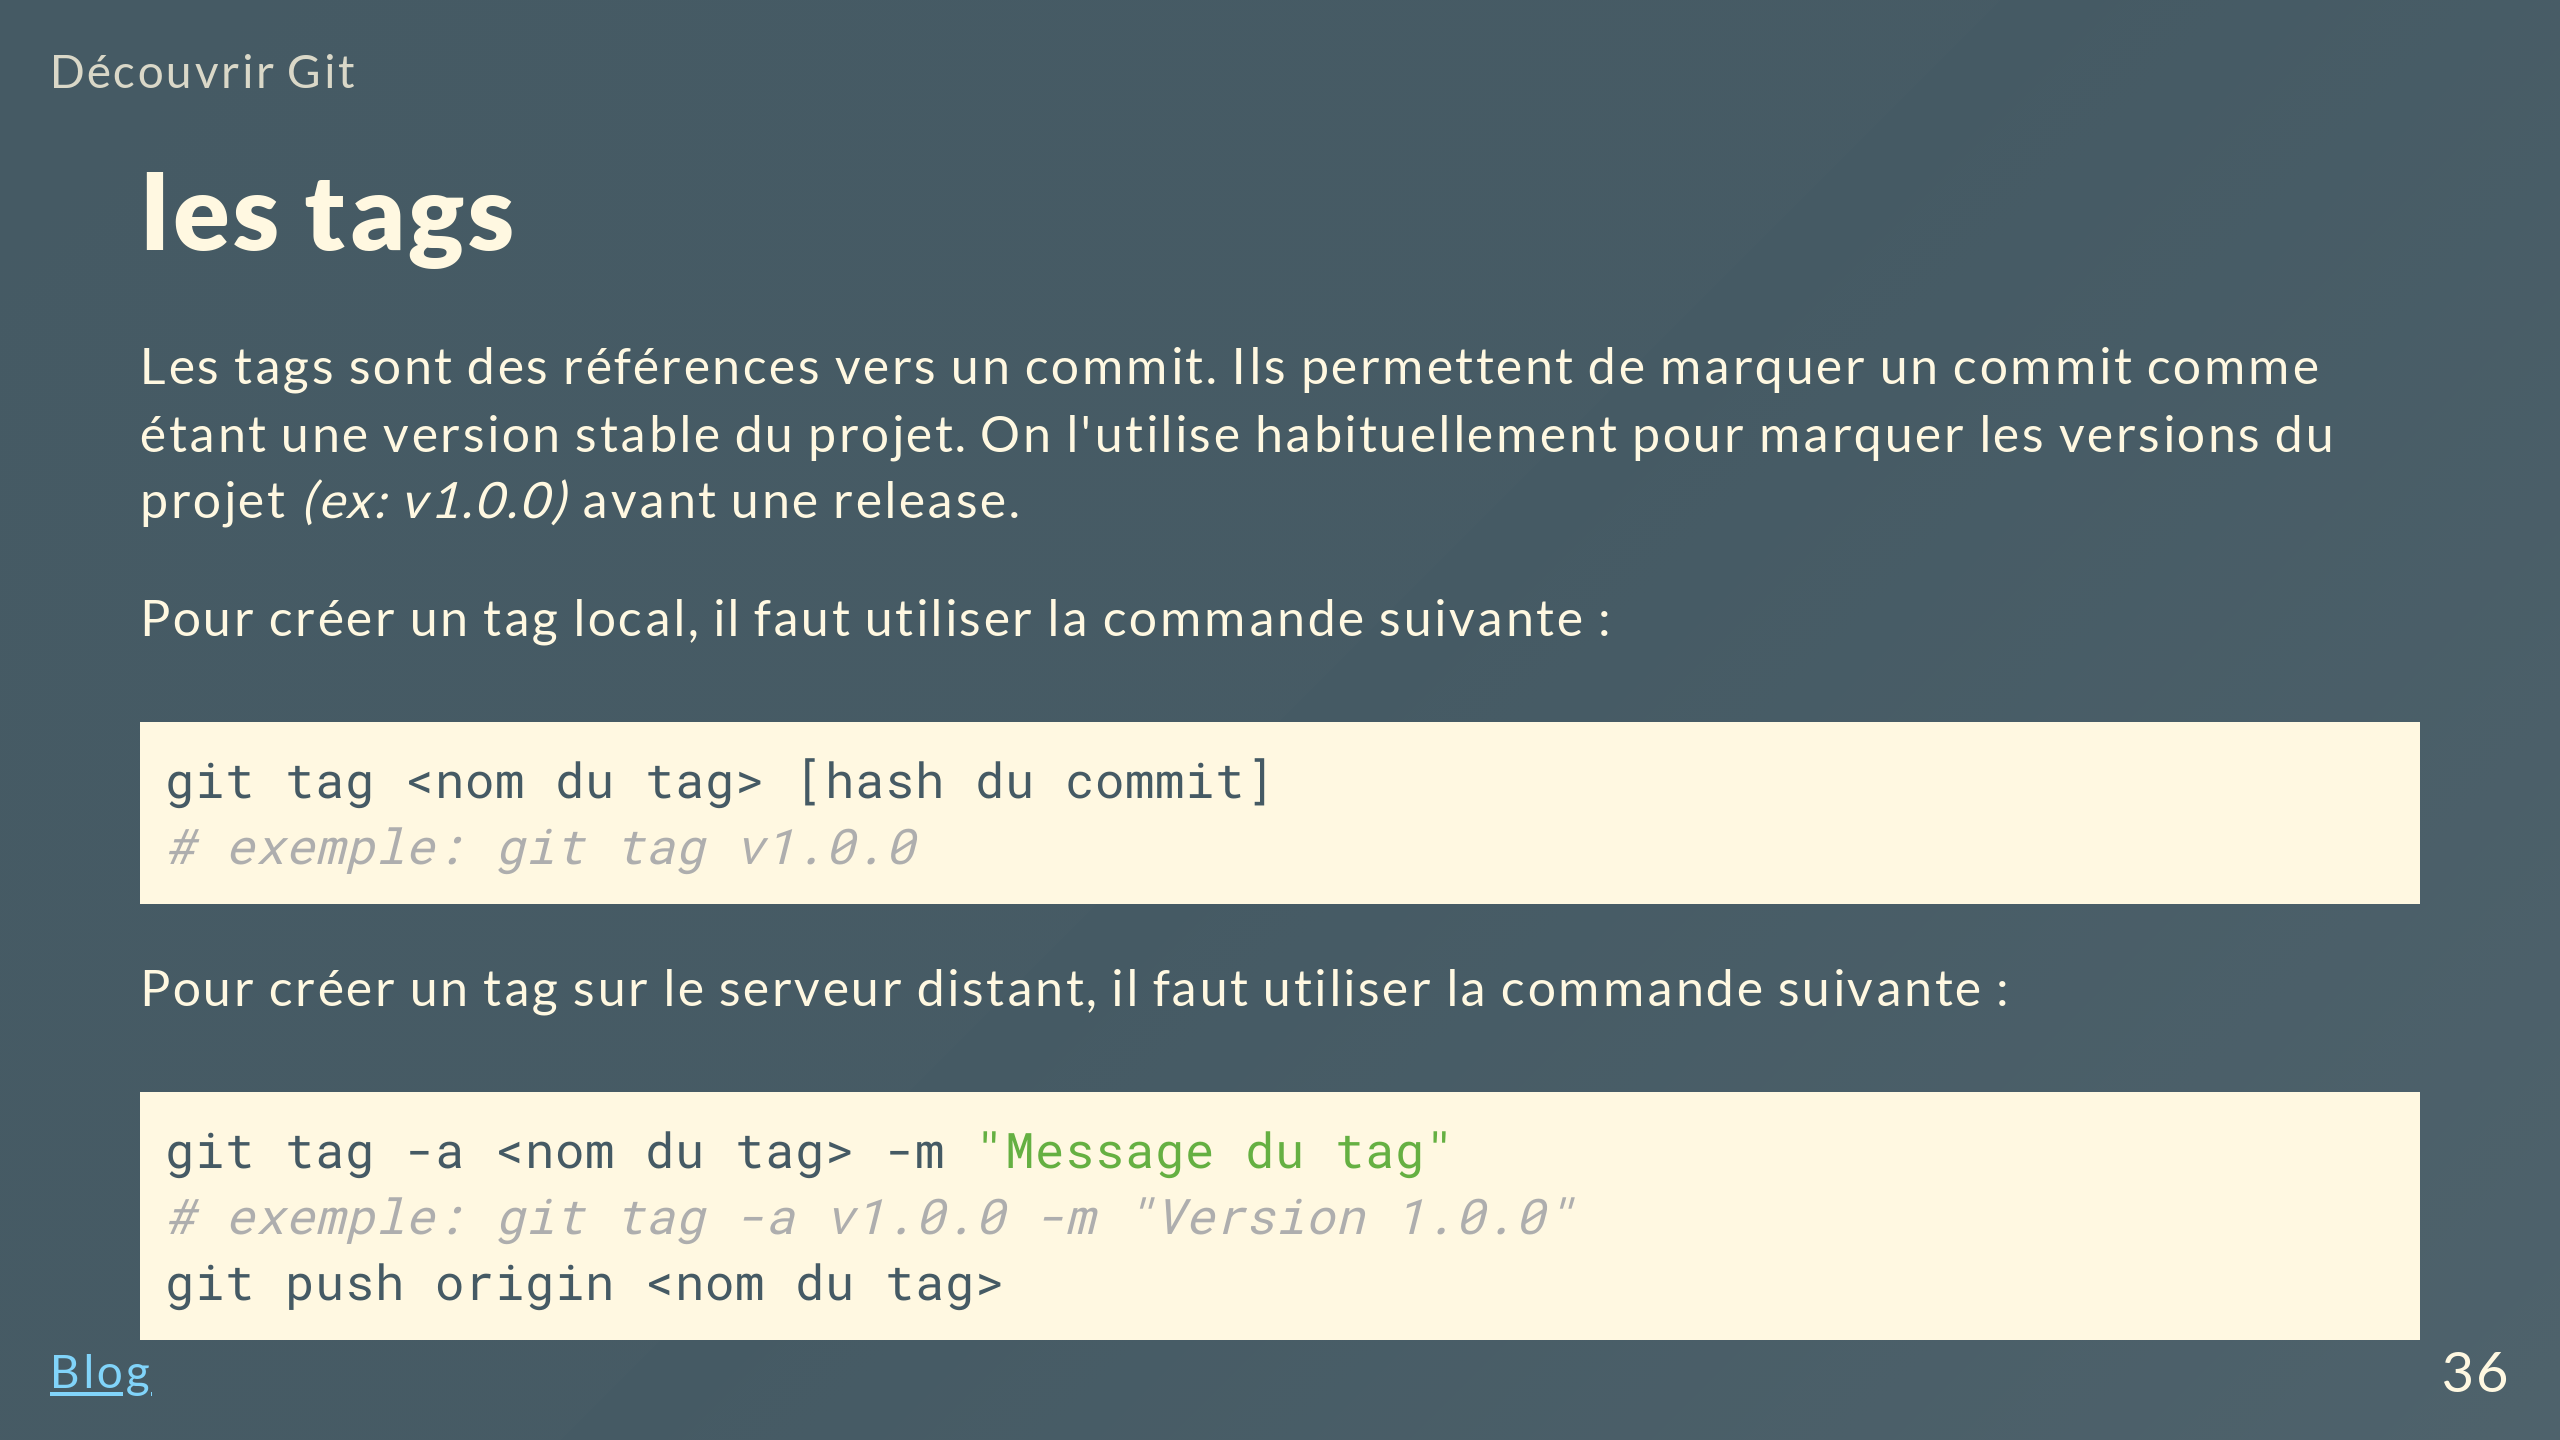 Découvrir Git
les tags
Les tags sont des références vers un commit. Ils permettent de marquer un commit comme
étant une version stable du projet. On l'utilise habituellement pour marquer les versions du
projet (ex: v1.0.0) avant une release.
Pour créer un tag local, il faut utiliser la commande suivante :
git tag <nom du tag> [hash du commit]
# exemple: git tag v1.0.0
Pour créer un tag sur le serveur distant, il faut utiliser la commande suivante :
git tag -a <nom du tag> -m "Message du tag"
# exemple: git tag -a v1.0.0 -m "Version 1.0.0"
git push origin <nom du tag>
Blog
36